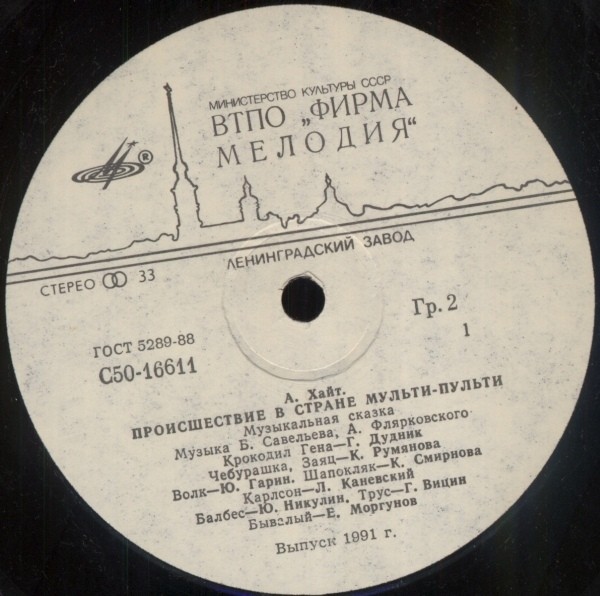 МИНИСТЕРСТВО КУЛЬТУРЫ СССР
ВТПО „ФИРМА
МЕЛОДИЯ“
®
ЛЕНИНГРАДСКИЙ ЗАВОД
СТЕРЕО 33
ГОСТ 5289-88
С50-16611
Гр. 2
1
А. Хайт.
ПРОИСШЕСТВИЕ В СТРАНЕ МУЛЬТИ-ПУЛЬТИ
Музыкальная сказка
Музыка Б. Савельева, А. Флярковского
Крокодил Гена—Г. Дудник
Чебурашка, Заяц—К. Румянова
Волк—Ю. Гарин. Шапокляк—К. Смирнова
Карлсон—Л. Каневский
Балбес—Ю. Никулин, Трус—Г. Вицин
Бывалый—Е. Моргунов
Выпуск 1991 г.